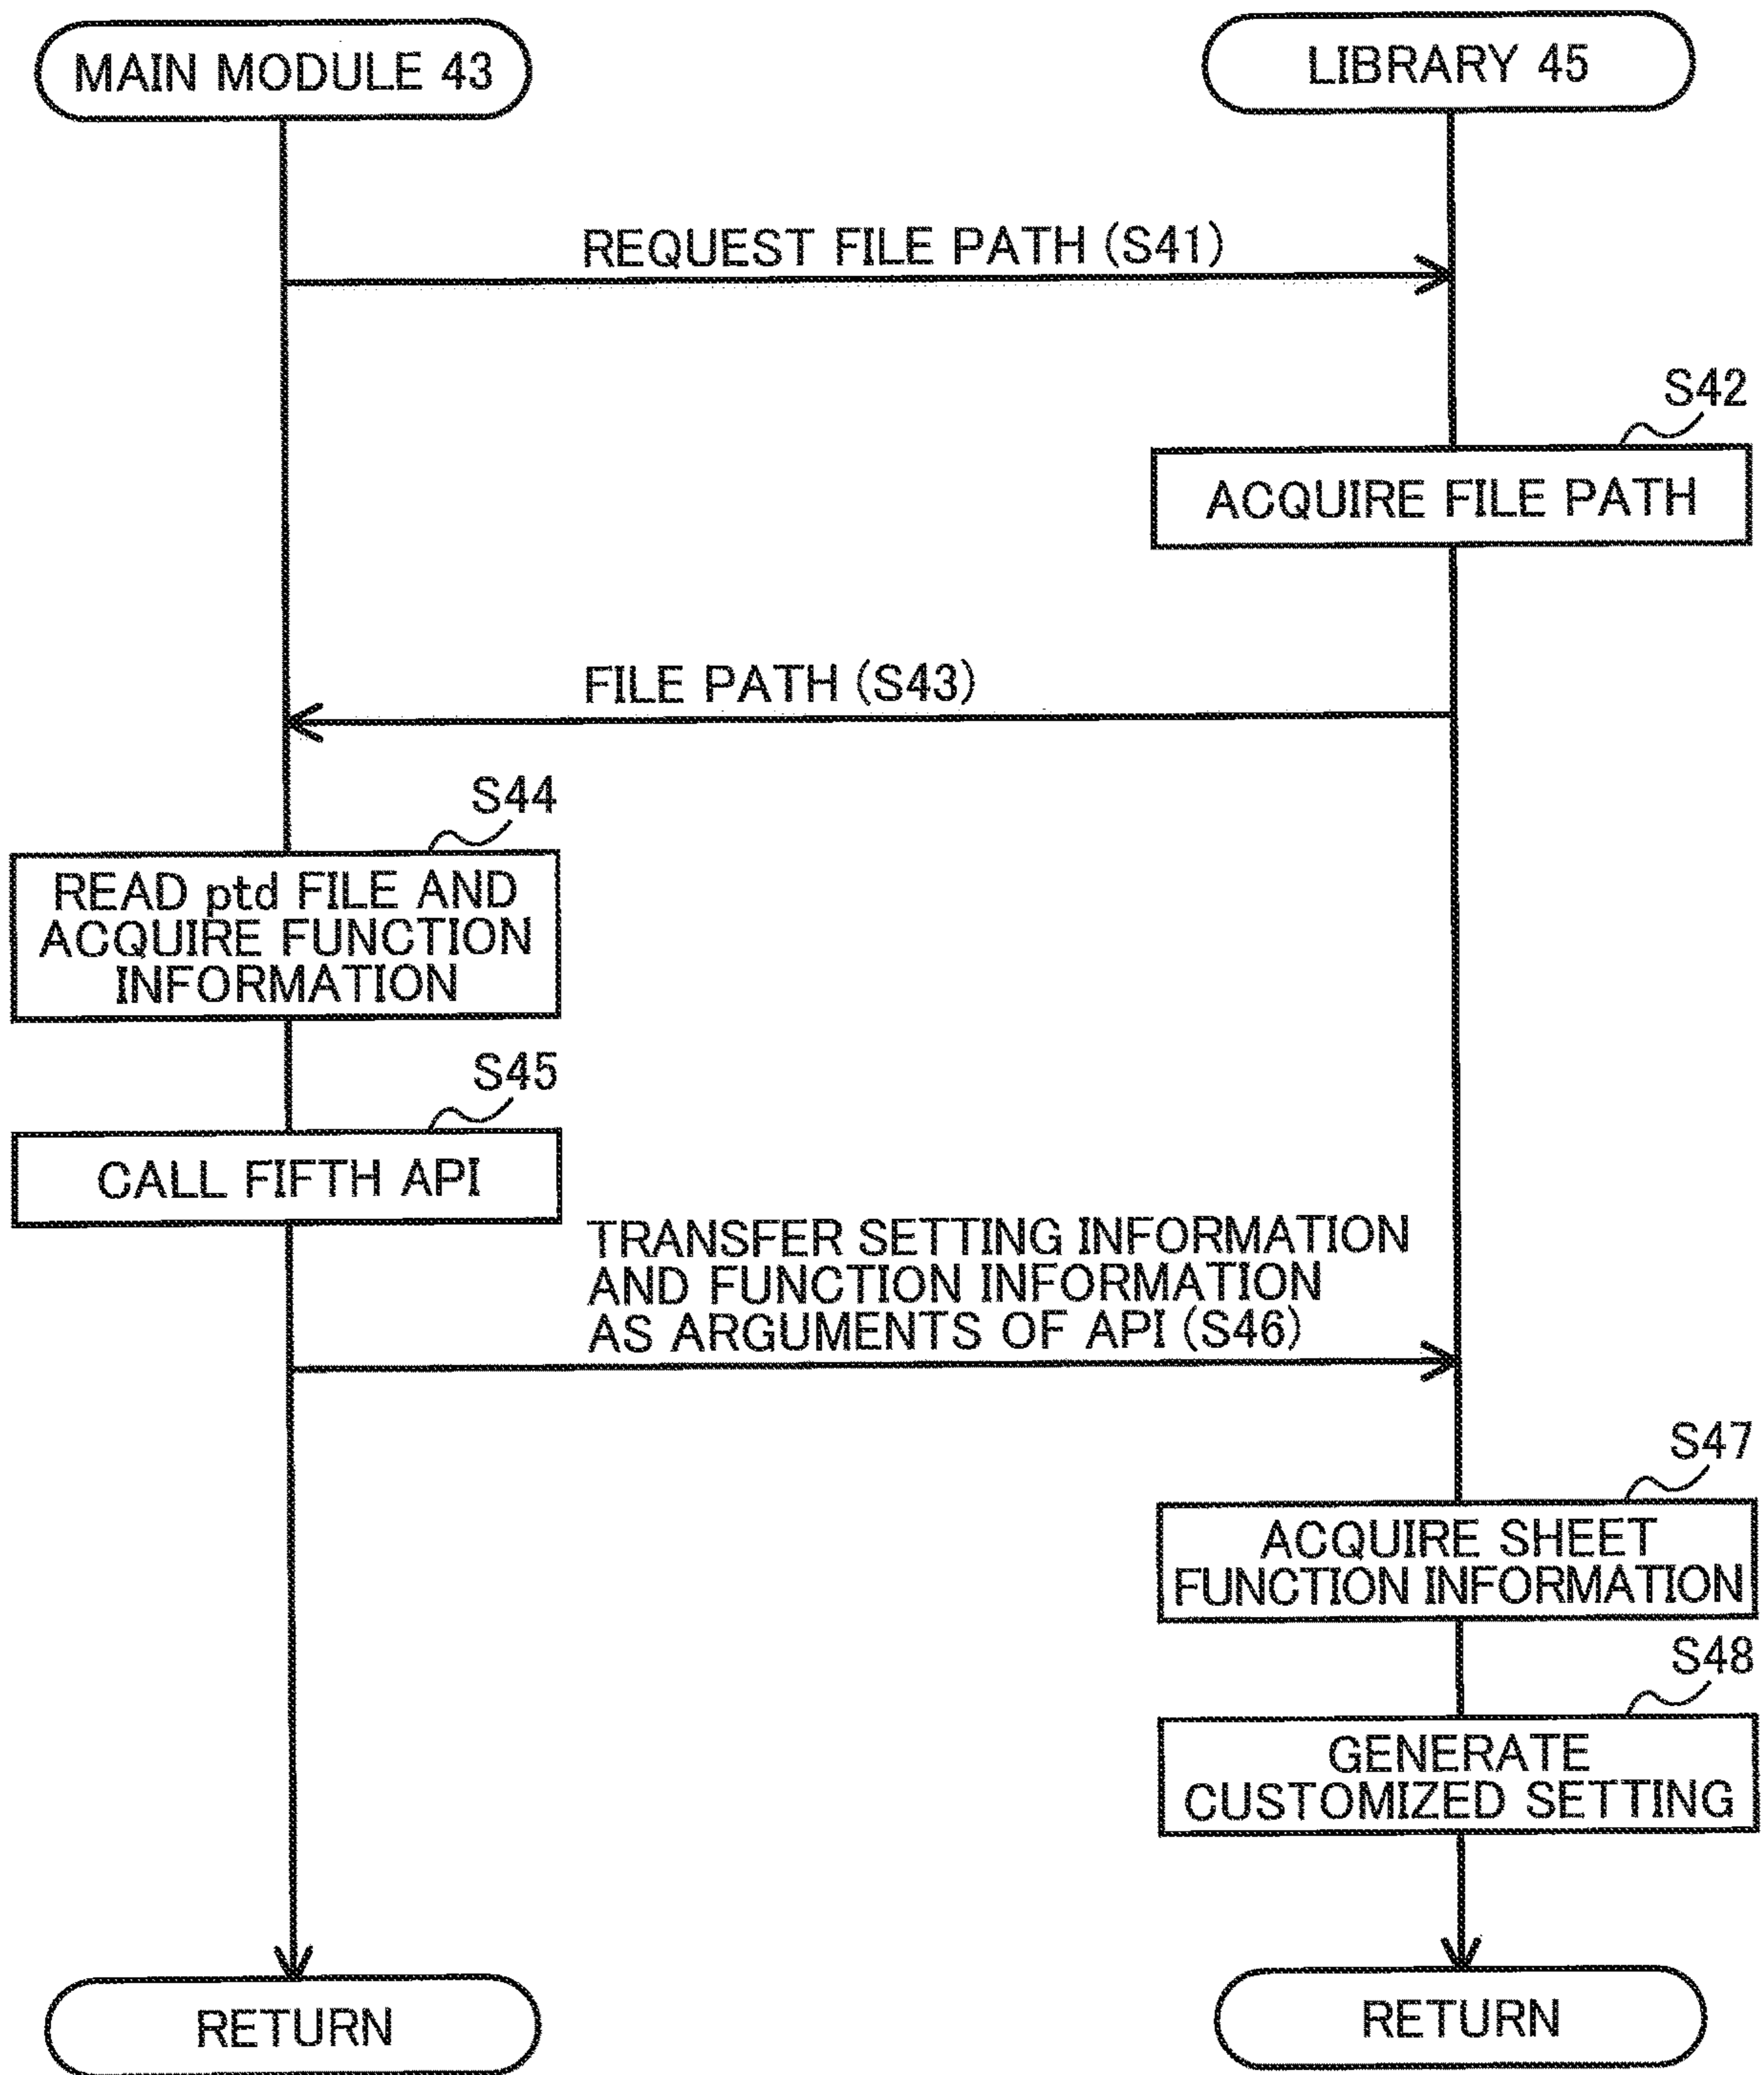 MAIN MODULE 43
LIBRARY 45
REQUEST FILE PATH (S41)
S42
ACQUIRE FILE PATH
FILE PATH (S43)
S44
READ ptd FILE AND
ACQUIRE FUNCTION
INFORMATION
S45
CALL FIFTH API
TRANSFER SETTING INFORMATION
AND FUNCTION INFORMATION
AS ARGUMENTS OF API (S46)
S47
ACQUIRE SHEET
FUNCTION INFORMATION
S48
GENERATE
CUSTOMIZED SETTING
RETURN
RETURN